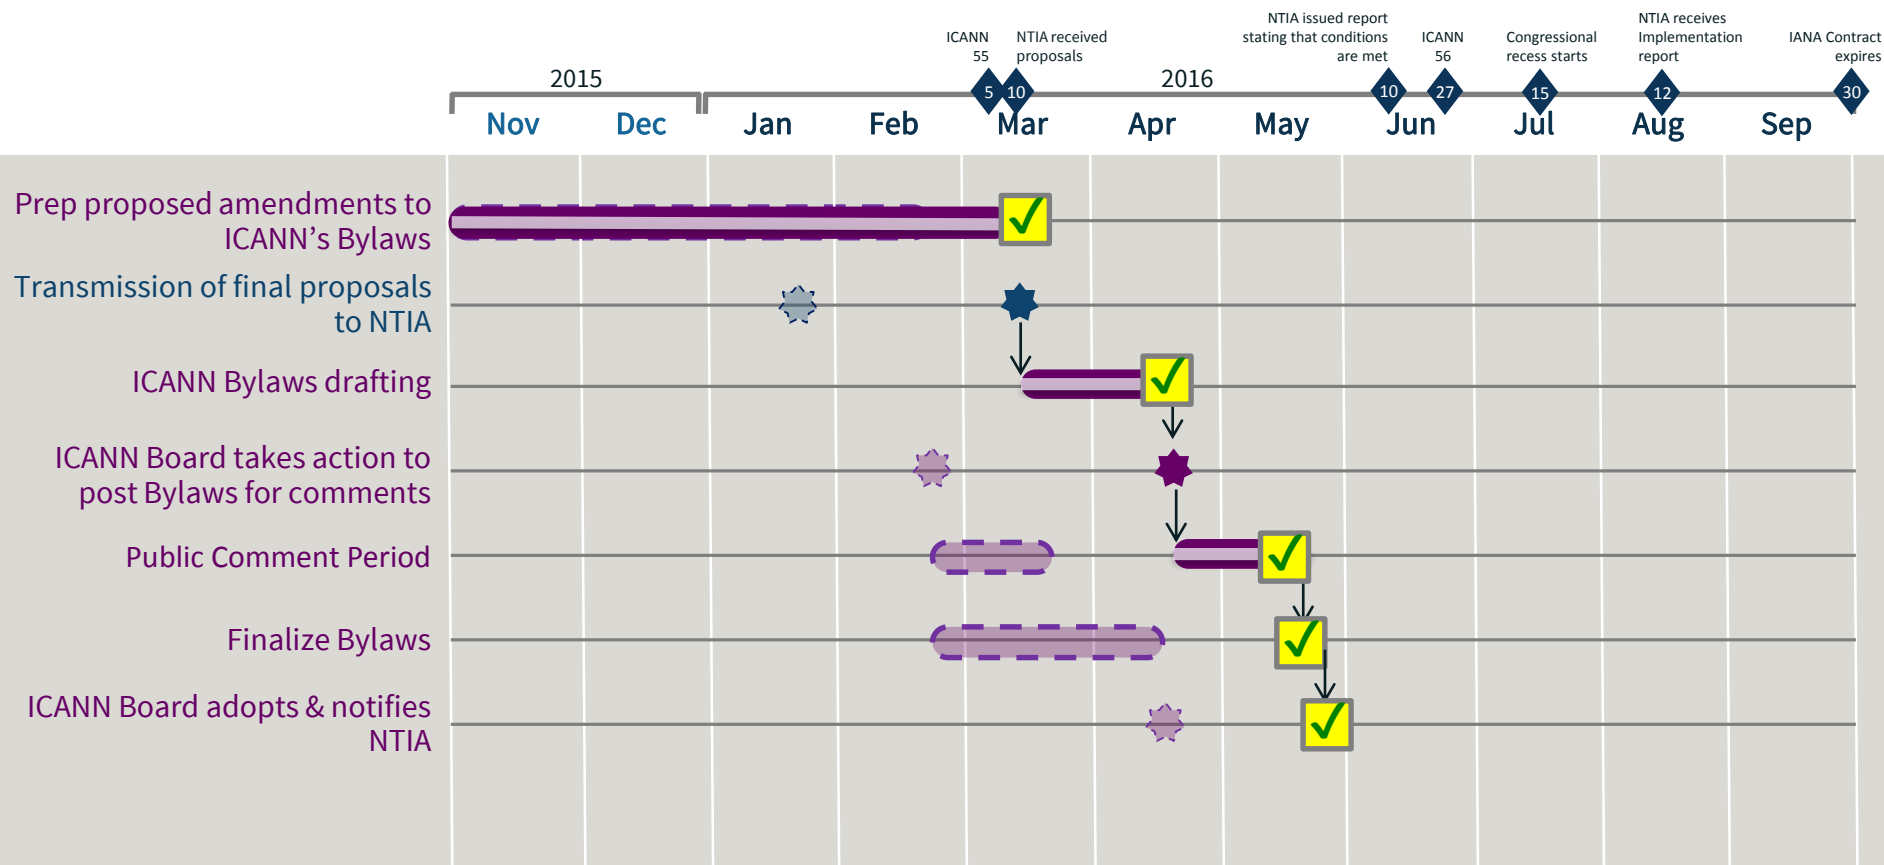 NTIA issued report
stating that conditions
are met
NTIA receives
Implementation
report
ICANN
55
NTIA received
proposals
ICANN
56
Congressional
recess starts
IANA Contract
expires
2015
2016
5
10
10
27
15
12
30
Nov
Dec
Jan
Feb
Mar
Apr
May
Jun
Jul
Aug
Sep
Prep proposed amendments to
ICANN’s Bylaws
Transmission of final proposals
to NTIA
ICANN Bylaws drafting
ICANN Board takes action to
post Bylaws for comments
Public Comment Period
Finalize Bylaws
ICANN Board adopts & notifies
NTIA